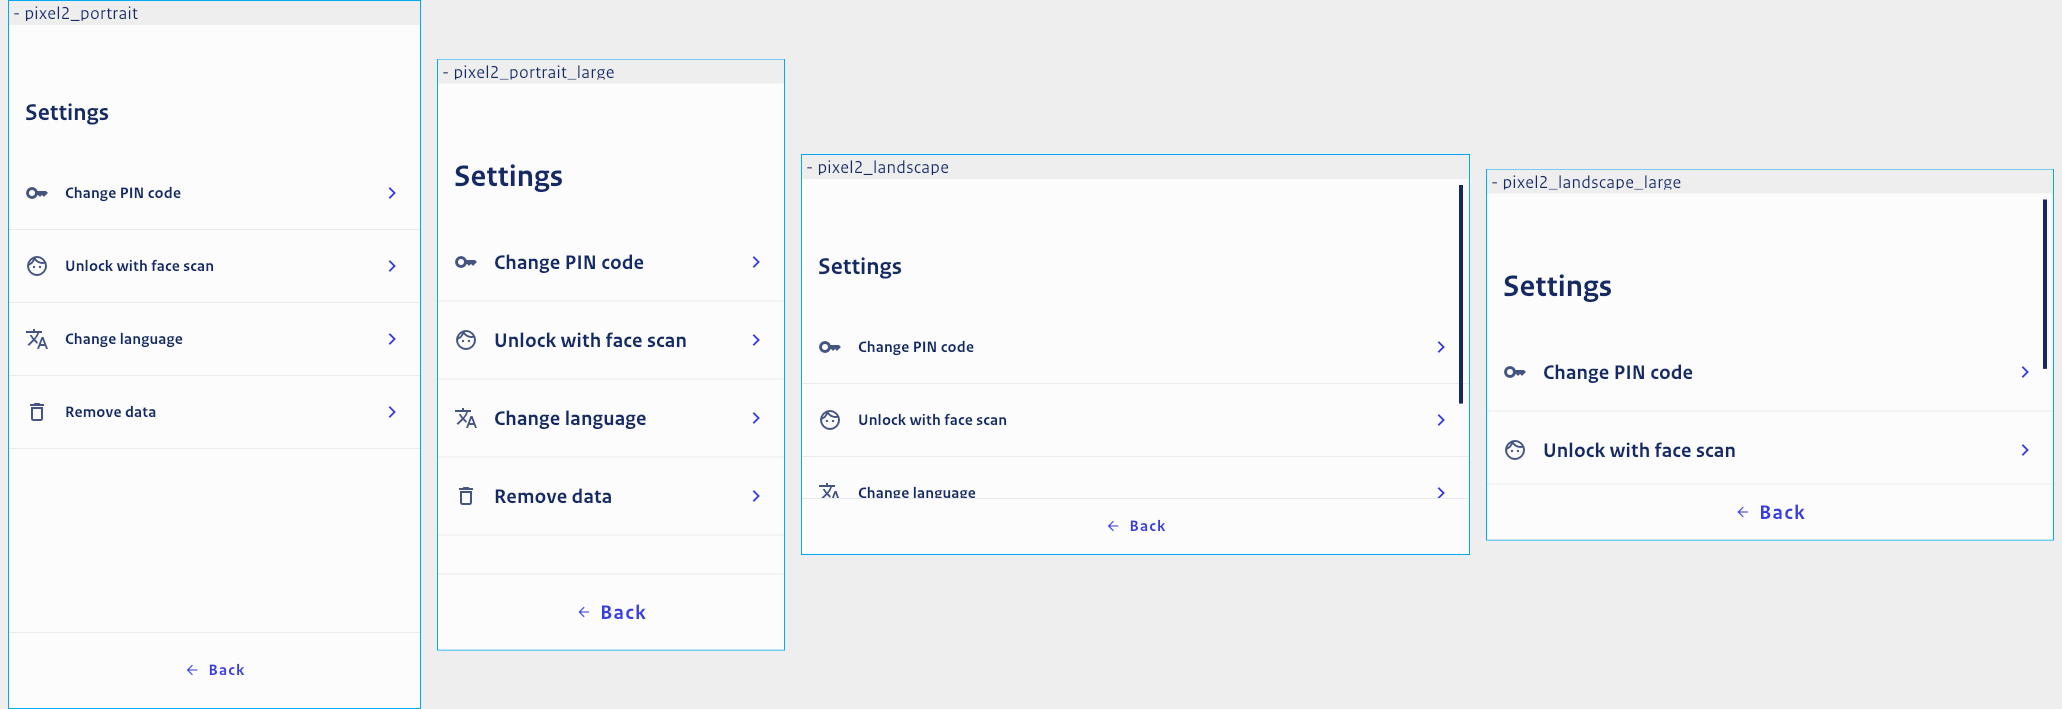 - pixel2_portrait
Settings
Change PIN code
Unlock with face scan
Change language
Remove data
Back
- pixel2_portrait_large
Settings
Change PIN code
Unlock with face scan
Change language
Remove data
Back
- pixel2_landscape
Settings
Change PIN code
Unlock with face scan
Change language
Back
- pixel2_landscape_large
Settings
Change PIN code
Unlock with face scan
Back